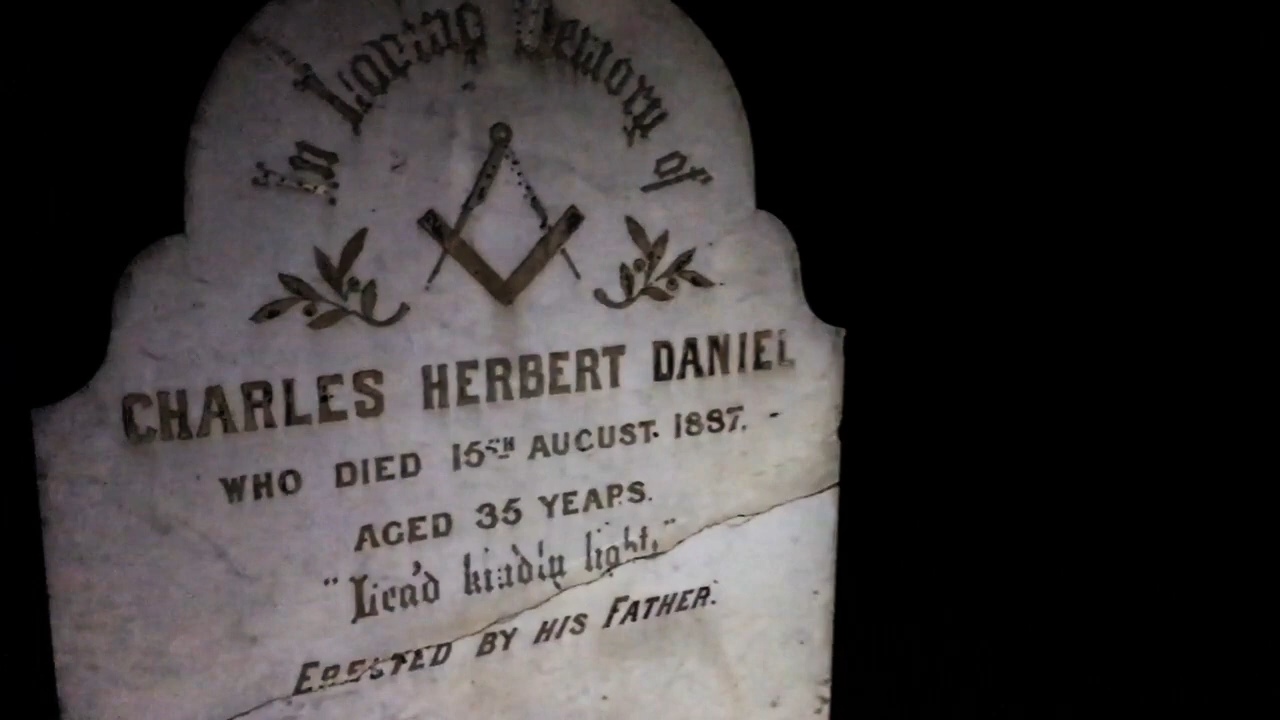 In Loving Memory of
CHARLES HERBERT DANIEL
WHO DIED 15TH AUGUST. 1887.
AGED 35 YEARS.
"Lead kindly light."
ERECTED BY HIS FATHER.